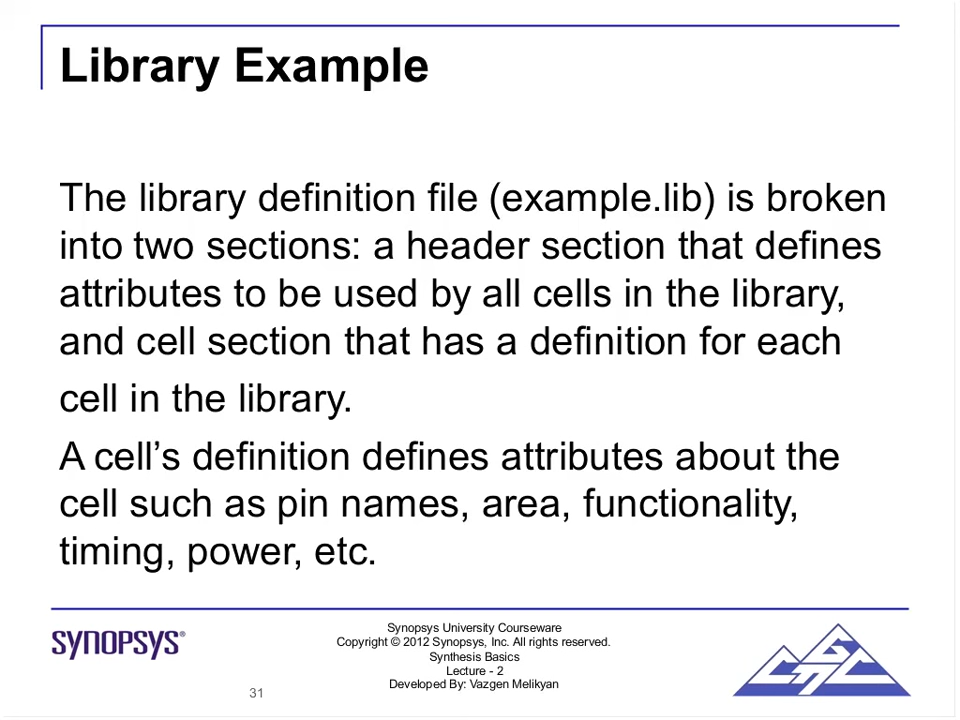 Library Example
The library definition file (example.lib) is broken
into two sections: a header section that defines
attributes to be used by all cells in the library,
and cell section that has a definition for each
cell in the library.
A cell’s definition defines attributes about the
cell such as pin names, area, functionality,
timing, power, etc.
SYNOPSYS®
Synopsys University Courseware
Copyright © 2012 Synopsys, Inc. All rights reserved.
Synthesis Basics
Lecture - 2
Developed By: Vazgen Melikyan
31